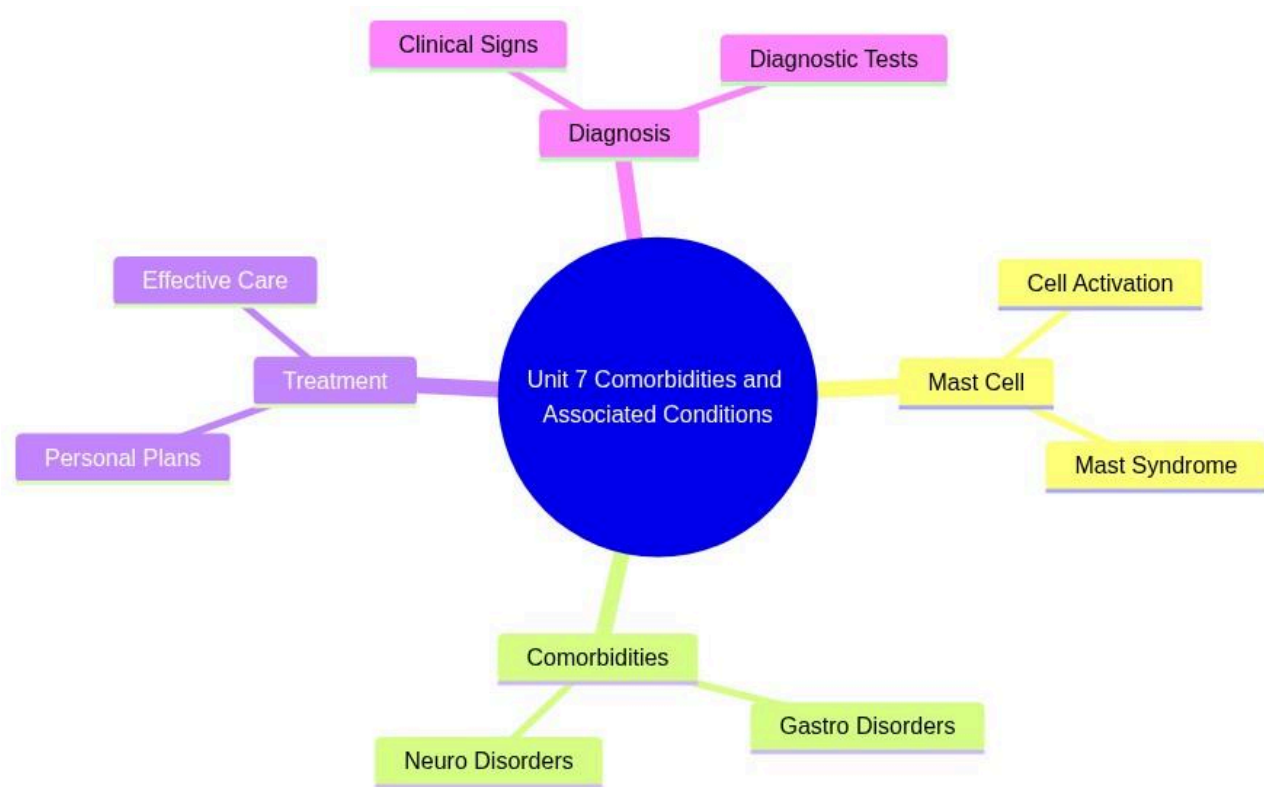 Clinical Signs
Diagnostic Tests
Diagnosis
Effective Care
Cell Activation
Treatment
Unit 7 Comorbidities and
Associated Conditions
Mast Cell
Personal Plans
Mast Syndrome
Comorbidities
Gastro Disorders
Neuro Disorders